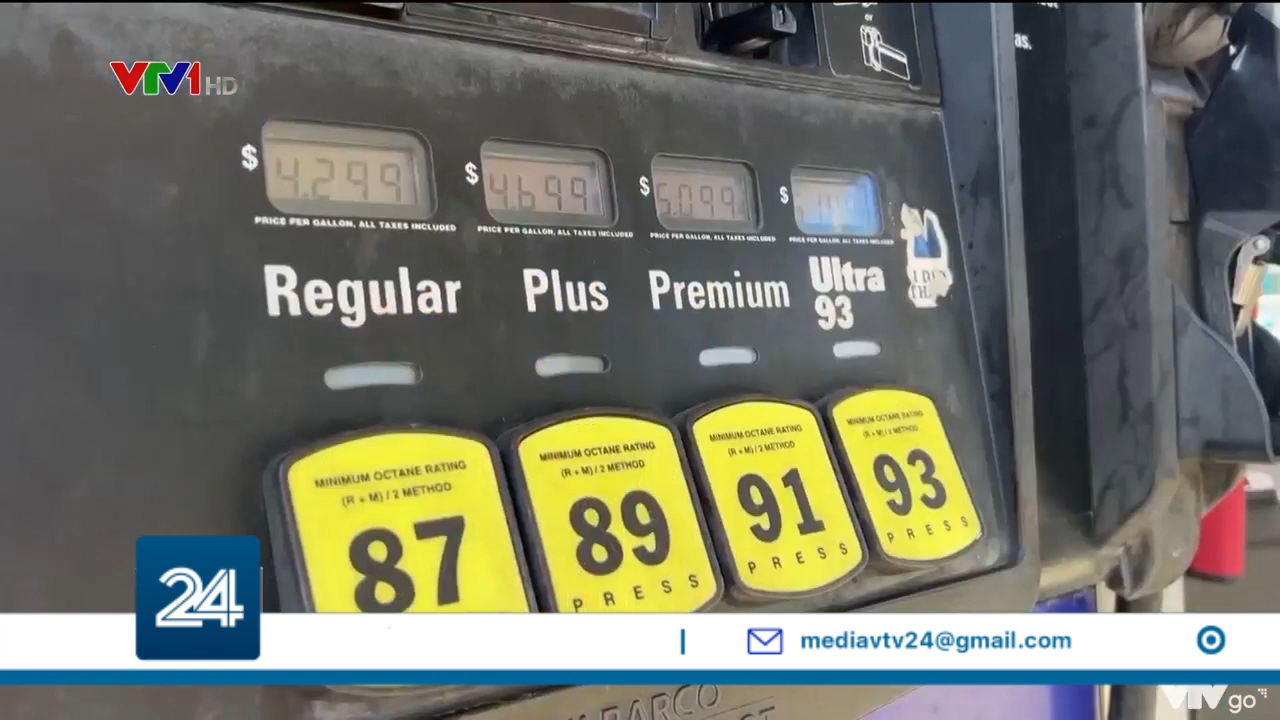 or
as.
VTV1 HD
$ 4.299
$ 4.699
$ 5.099
$
PRICE PER GALLON, ALL TAXES INCLUDED
PRICE PER GALLON, ALL TAXES INCLUDED
PRICE PER GALLON, ALL TAXES INCLUDED
PRICE PER GALLON, ALL TAXES INCLUDED
Regular
Plus
Premium
Ultra
93
MINIMUM OCTANE RATING
(R + M) / 2 METHOD
87
MINIMUM OCTANE RATING
(R + M) / 2 METHOD
89
PRESS
MINIMUM OCTANE RATING
(R + M) / 2 METHOD
91
PRESS
MINIMUM OCTANE RATING
(R + M) / 2 METHOD
93
PRESS
24
mediavtv24@gmail.com
VTV go